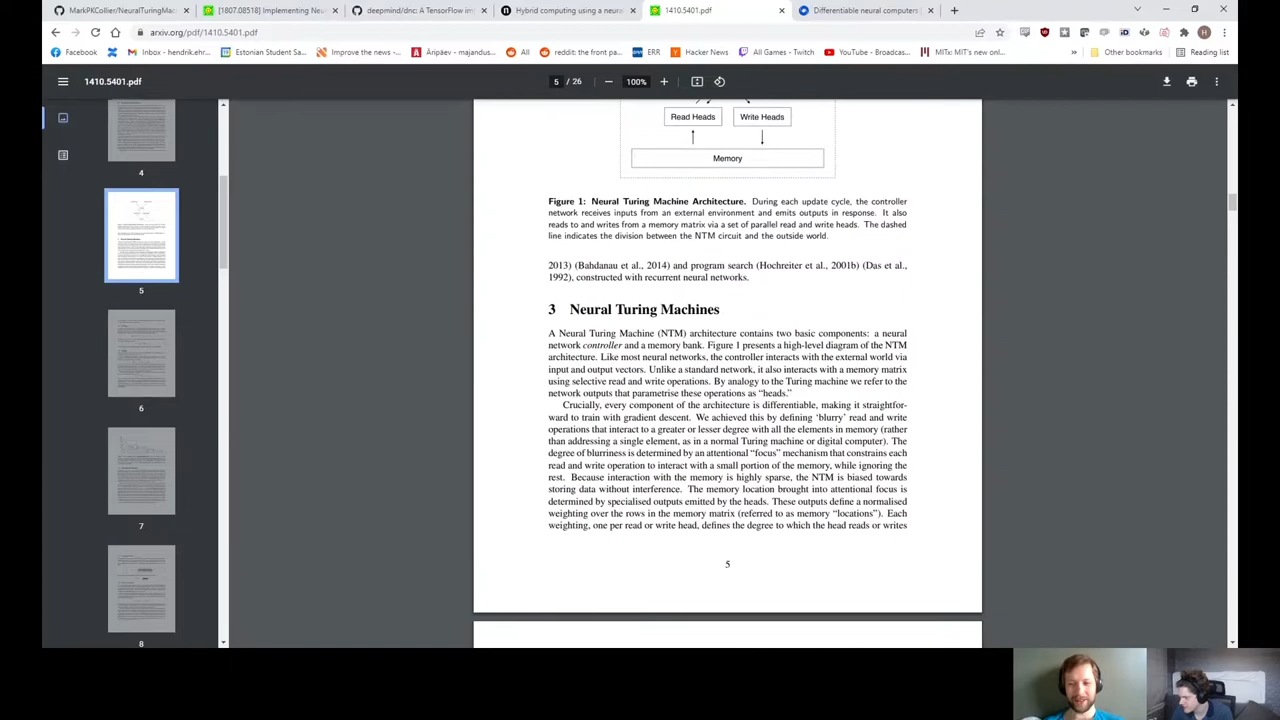 MarkPKCollier/NeuralTuringMac
[1807.08518] Implementing Neu
deepmind/dnc: A TensorFlow im
Hybrid computing using a neural
1410.5401.pdf
Differentiable neural computers |
arxiv.org/pdf/1410.5401.pdf
Facebook
Inbox - hendrik.ehr...
Estonian Student Sa...
Improve the news -...
Äripäev - majandus...
All
reddit: the front pa...
ERR
Hacker News
All Games - Twitch
YouTube - Broadcas...
MITx: MIT's new onl...
»
Other bookmarks
Reading list
1410.5401.pdf
5 / 26
100%
4
5
6
7
8
Read Heads
Write Heads
Memory
Figure 1: Neural Turing Machine Architecture. During each update cycle, the controller
network receives inputs from an external environment and emits outputs in response. It also
reads to and writes from a memory matrix via a set of parallel read and write heads. The dashed
line indicates the division between the NTM circuit and the outside world.
2013) (Bahdanau et al., 2014) and program search (Hochreiter et al., 2001b) (Das et al.,
1992), constructed with recurrent neural networks.
3 Neural Turing Machines
A Neural Turing Machine (NTM) architecture contains two basic components: a neural
network controller and a memory bank. Figure 1 presents a high-level diagram of the NTM
architecture. Like most neural networks, the controller interacts with the external world via
input and output vectors. Unlike a standard network, it also interacts with a memory matrix
using selective read and write operations. By analogy to the Turing machine we refer to the
network outputs that parametrise these operations as “heads.”
Crucially, every component of the architecture is differentiable, making it straightfor-
ward to train with gradient descent. We achieved this by defining ‘blurry’ read and write
operations that interact to a greater or lesser degree with all the elements in memory (rather
than addressing a single element, as in a normal Turing machine or digital computer). The
degree of blurriness is determined by an attentional “focus” mechanism that constrains each
read and write operation to interact with a small portion of the memory, while ignoring the
rest. Because interaction with the memory is highly sparse, the NTM is biased towards
storing data without interference. The memory location brought into attentional focus is
determined by specialised outputs emitted by the heads. These outputs define a normalised
weighting over the rows in the memory matrix (referred to as memory “locations”). Each
weighting, one per read or write head, defines the degree to which the head reads or writes
5